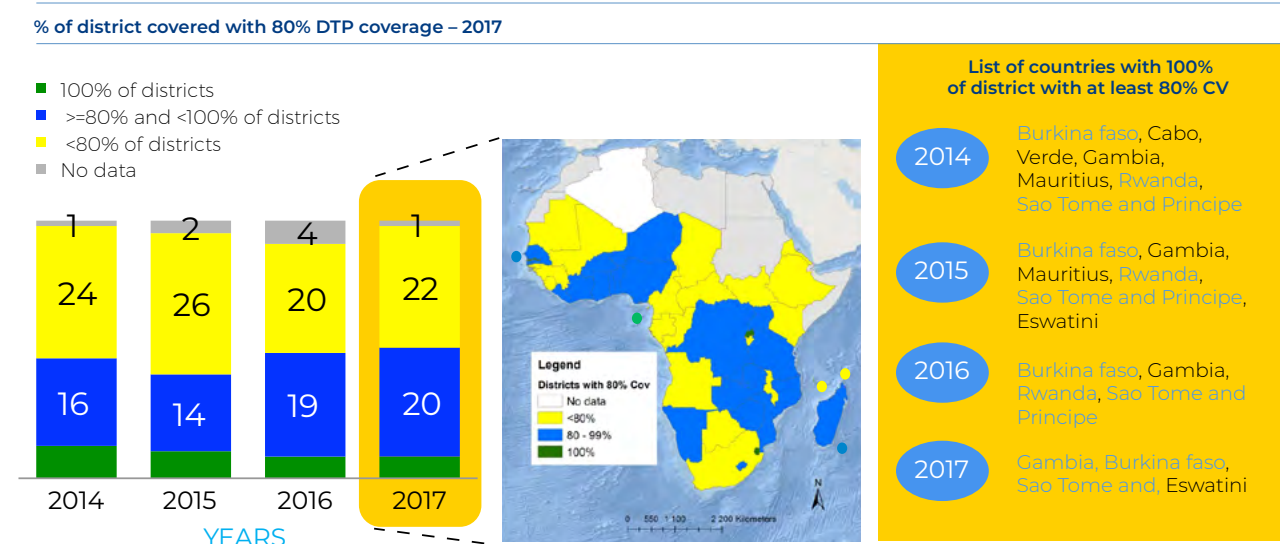 % of district covered with 80% DTP coverage – 2017
100% of districts
>=80% and <100% of districts
<80% of districts
No data
1
2
4
1
24
26
20
22
16
14
19
20
2014
2015
2016
2017
YEARS
Legend
Districts with 80% Cov
No data
<80%
80 - 99%
100%
N
0 550 1 100 2 200 Kilometers
List of countries with 100%
of district with at least 80% CV
2014
Burkina faso, Cabo,
Verde, Gambia,
Mauritius, Rwanda,
Sao Tome and Principe
2015
Burkina faso, Gambia,
Mauritius, Rwanda,
Sao Tome and Principe,
Eswatini
2016
Burkina faso, Gambia,
Rwanda, Sao Tome and
Principe
2017
Gambia, Burkina faso,
Sao Tome and, Eswatini